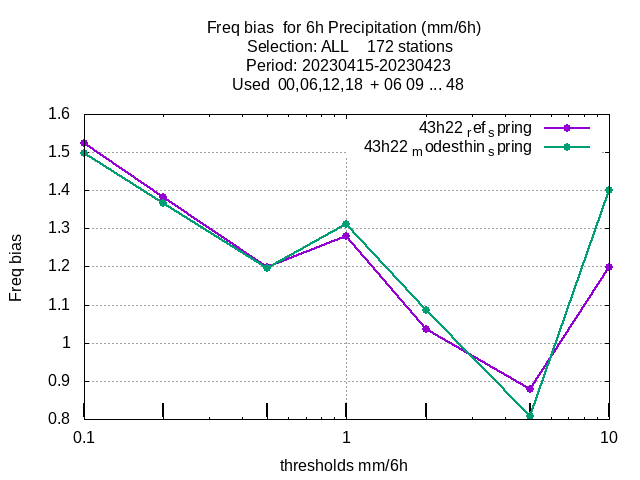 Freq bias  for 6h Precipitation (mm/6h)
Selection: ALL    172 stations
Period: 20230415-20230423
Used  00,06,12,18  + 06 09 ... 48
43h22 ref spring
43h22 modesthin spring
1.6
1.5
1.4
1.3
1.2
1.1
1
0.9
0.8
Freq bias
0.1 1 10
thresholds mm/6h